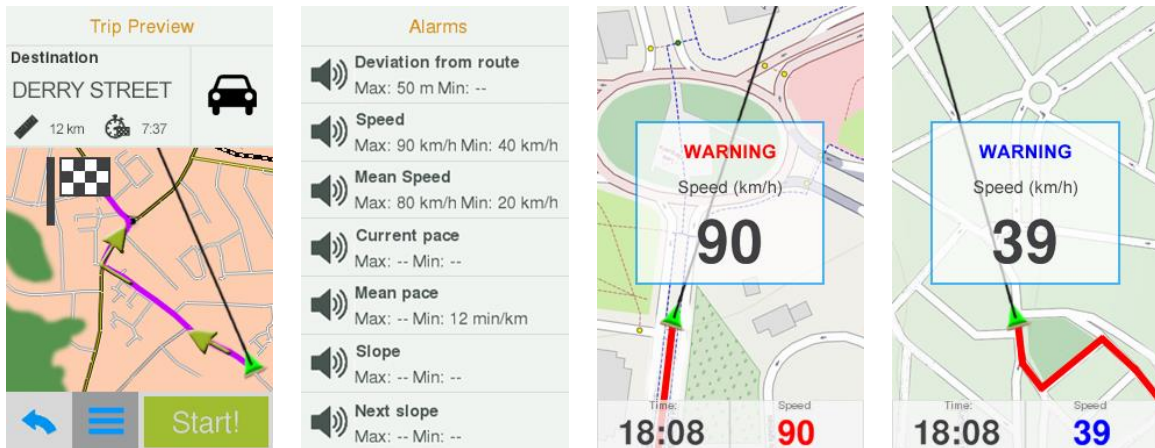 Trip Preview
Destination
DERRY STREET
12 km 7:37
Start!
Alarms
Deviation from route
Max: 50 m Min: --
Speed
Max: 90 km/h Min: 40 km/h
Mean Speed
Max: 80 km/h Min: 20 km/h
Current pace
Max: -- Min: --
Mean pace
Max: -- Min: 12 min/km
Slope
Max: -- Min: --
Next slope
Max: -- Min: --
WARNING
Speed (km/h)
90
Time: Speed
18:08 90
WARNING
Speed (km/h)
39
Time: Speed
18:08 39